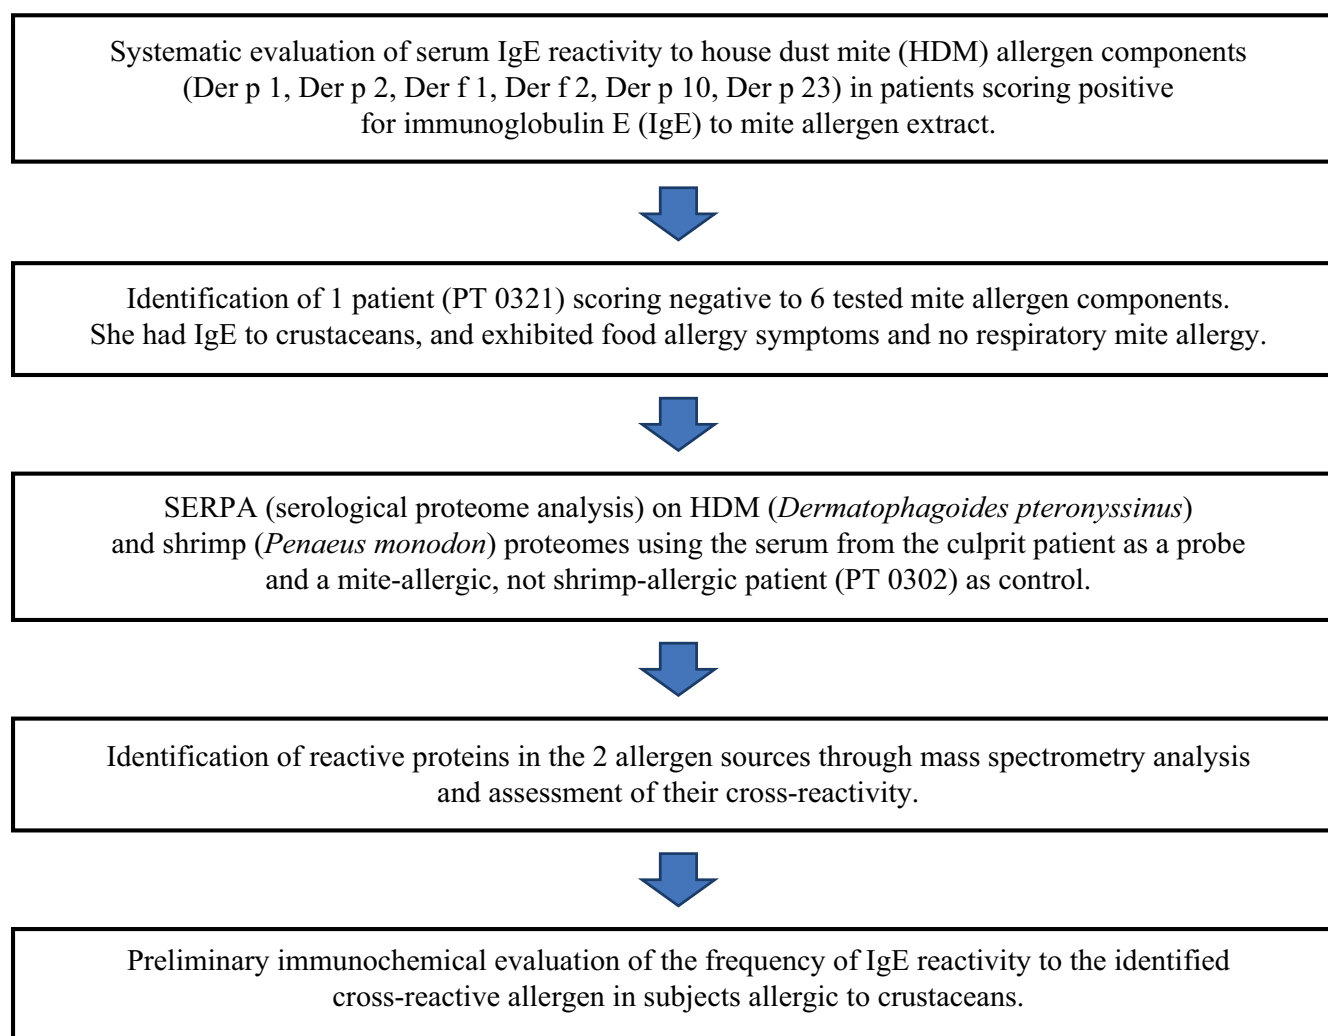 Systematic evaluation of serum IgE reactivity to house dust mite (HDM) allergen components
(Der p 1, Der p 2, Der f 1, Der f 2, Der p 10, Der p 23) in patients scoring positive
for immunoglobulin E (IgE) to mite allergen extract.
Identification of 1 patient (PT 0321) scoring negative to 6 tested mite allergen components.
She had IgE to crustaceans, and exhibited food allergy symptoms and no respiratory mite allergy.
SERPA (serological proteome analysis) on HDM (Dermatophagoides pteronyssinus)
and shrimp (Penaeus monodon) proteomes using the serum from the culprit patient as a probe
and a mite-allergic, not shrimp-allergic patient (PT 0302) as control.
Identification of reactive proteins in the 2 allergen sources through mass spectrometry analysis
and assessment of their cross-reactivity.
Preliminary immunochemical evaluation of the frequency of IgE reactivity to the identified
cross-reactive allergen in subjects allergic to crustaceans.